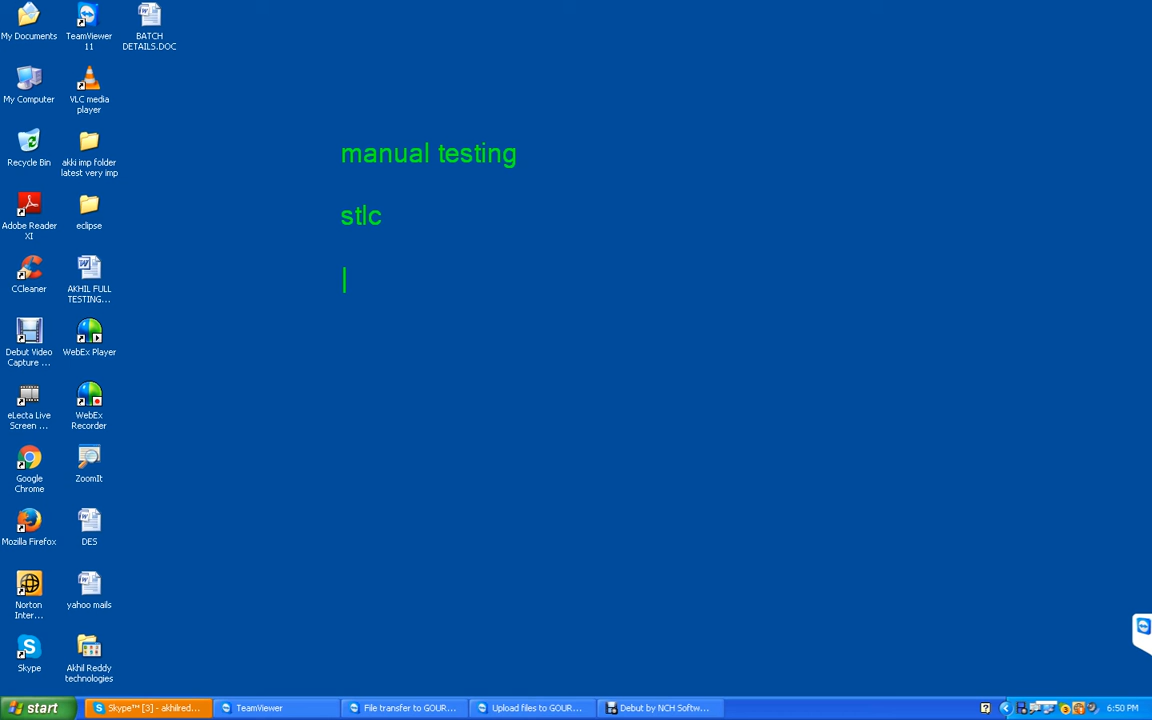 My Documents
TeamViewer
11
BATCH
DETAILS.DOC
My Computer
VLC media
player
Recycle Bin
akki imp folder
latest very imp
Adobe Reader
XI
eclipse
CCleaner
AKHIL FULL
TESTING...
Debut Video
Capture ...
WebEx Player
eLecta Live
Screen ...
WebEx
Recorder
Google
Chrome
ZoomIt
Mozilla Firefox
DES
Norton
Inter...
yahoo mails
Skype
Akhil Reddy
technologies
manual testing
stlc
start
Skype™ [3] - akhilred...
TeamViewer
File transfer to GOUR...
Upload files to GOUR...
Debut by NCH Softw...
6:50 PM